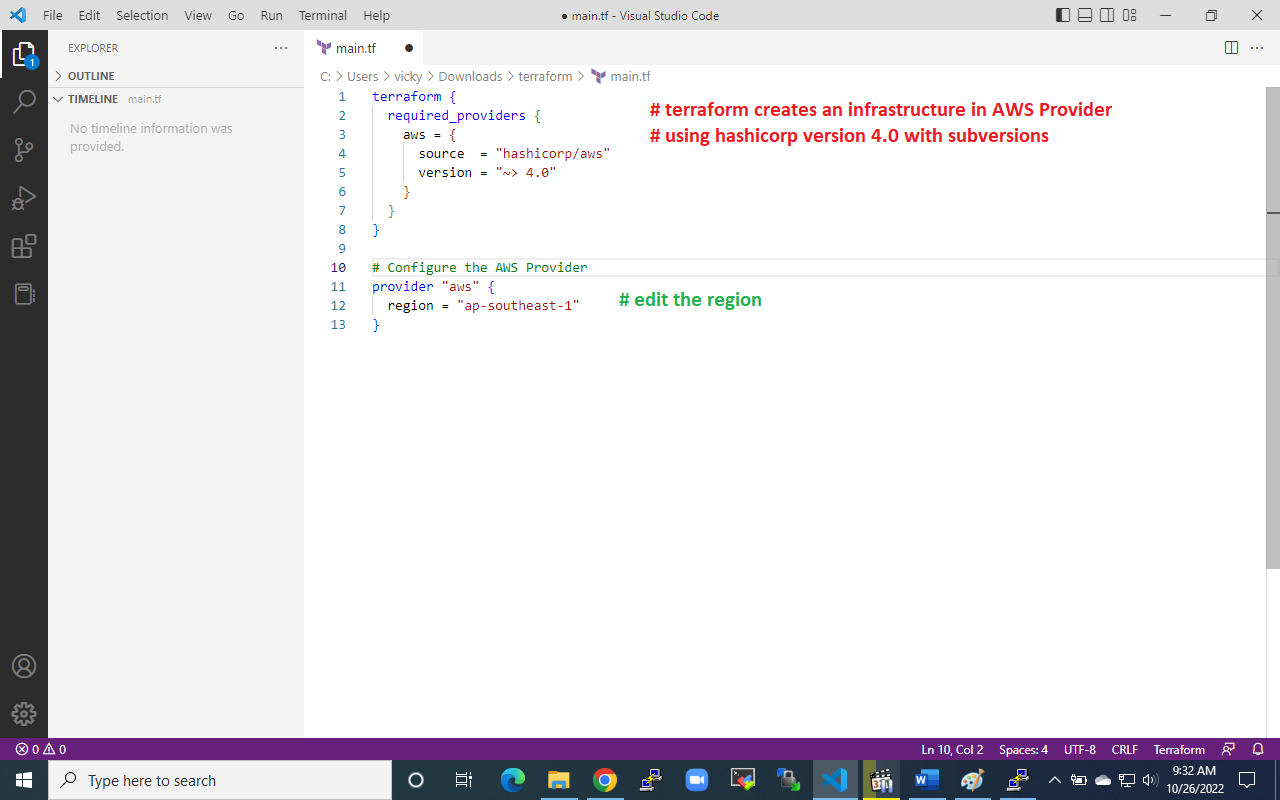 File Edit Selection View Go Run Terminal Help
● main.tf - Visual Studio Code
EXPLORER
OUTLINE
TIMELINE main.tf
No timeline information was
provided.
1
main.tf ●
C: > Users > vicky > Downloads > terraform > main.tf
1 terraform {
2 required_providers {
3 aws = {
4 source = "hashicorp/aws"
5 version = "~> 4.0"
6 }
7 }
8 }
9
10 # Configure the AWS Provider
11 provider "aws" {
12 region = "ap-southeast-1"
13 }
# terraform creates an infrastructure in AWS Provider
# using hashicorp version 4.0 with subversions
# edit the region
0 0
Ln 10, Col 2 Spaces: 4 UTF-8 CRLF Terraform
Type here to search
9:32 AM
10/26/2022